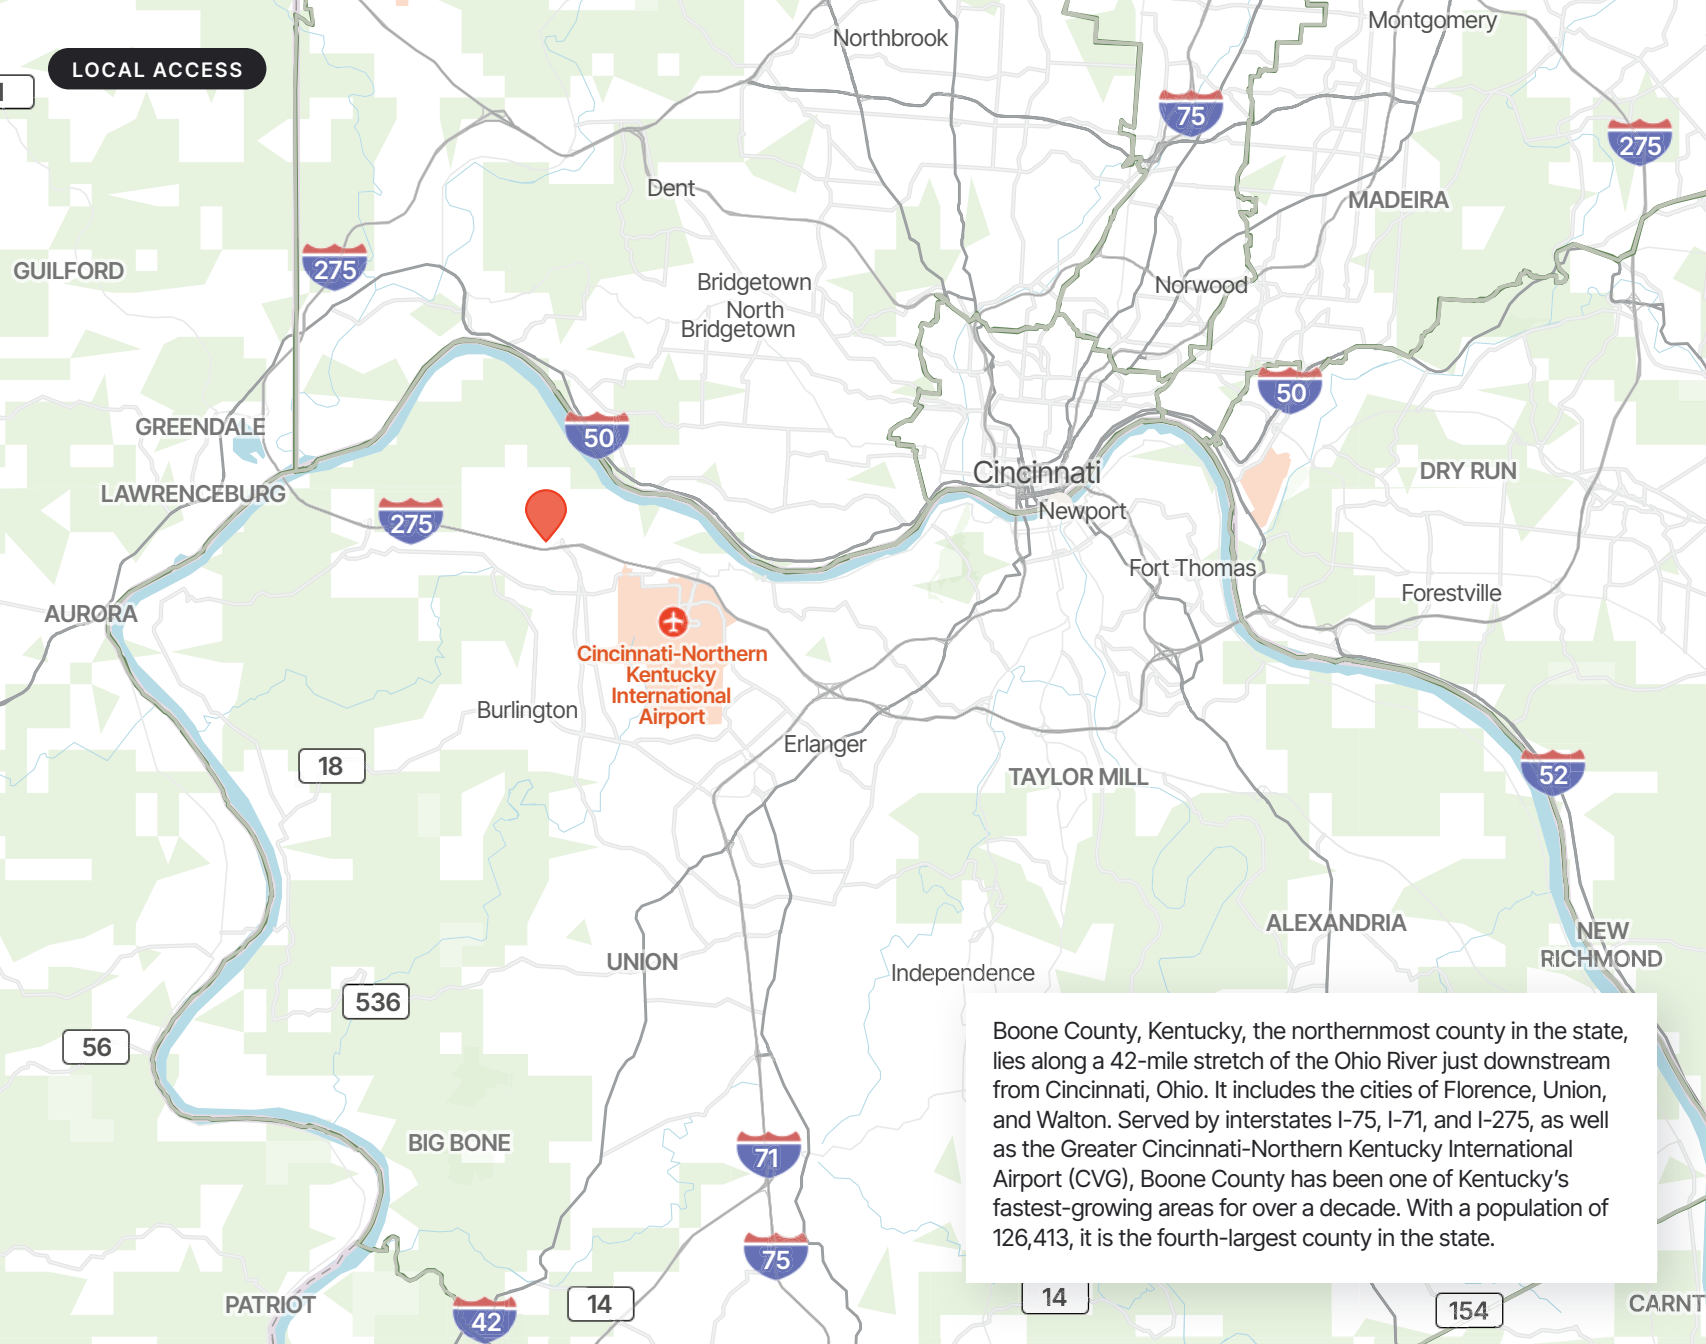 Montgomery
Northbrook
LOCAL ACCESS
75
275
Dent
MADEIRA
GUILFORD
275
Bridgetown
North
Bridgetown
Norwood
50
GREENDALE
50
Cincinnati
DRY RUN
LAWRENCEBURG
275
Newport
Fort Thomas
Forestville
AURORA
Cincinnati-Northern
Kentucky
International
Airport
Burlington
Erlanger
18
TAYLOR MILL
52
ALEXANDRIA
NEW
RICHMOND
UNION
Independence
536
56
Boone County, Kentucky, the northernmost county in the state,
lies along a 42-mile stretch of the Ohio River just downstream
from Cincinnati, Ohio. It includes the cities of Florence, Union,
and Walton. Served by interstates I-75, I-71, and I-275, as well
as the Greater Cincinnati-Northern Kentucky International
Airport (CVG), Boone County has been one of Kentucky’s
fastest-growing areas for over a decade. With a population of
126,413, it is the fourth-largest county in the state.
BIG BONE
71
75
PATRIOT
42
14
14
154
CARNT